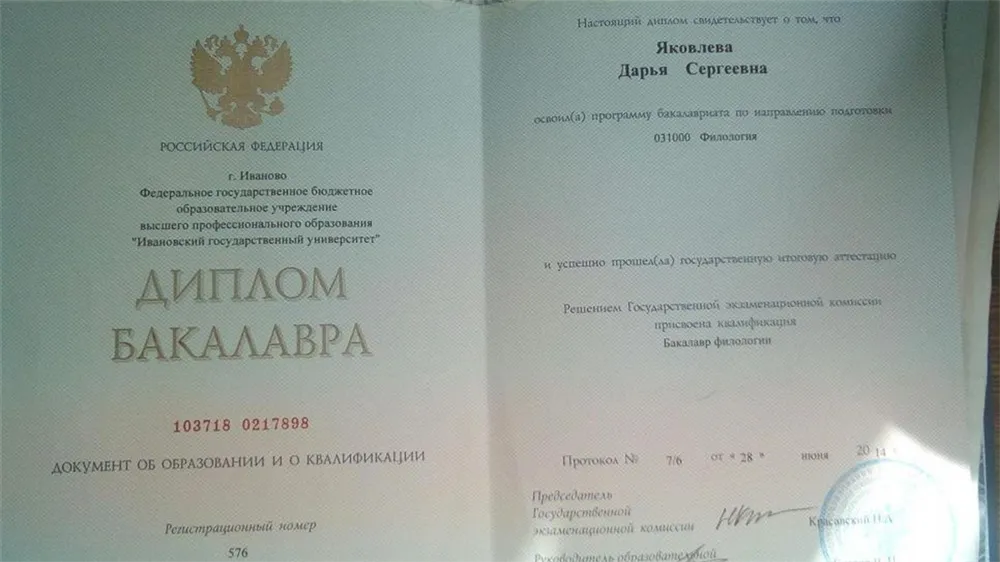 РОССИЙСКАЯ ФЕДЕРАЦИЯ
г. Иваново
Федеральное государственное бюджетное
образовательное учреждение
высшего профессионального образования
"Ивановский государственный университет"
ДИПЛОМ
БАКАЛАВРА
103718 0217898
ДОКУМЕНТ ОБ ОБРАЗОВАНИИ И О КВАЛИФИКАЦИИ
Регистрационный номер
576
Настоящий диплом свидетельствует о том, что
Яковлева
Дарья Сергеевна
освоил(а) программу бакалавриата по направлению подготовки
031000 Филология
и успешно прошел(ла) государственную итоговую аттестацию
Решением Государственной экзаменационной комиссии
присвоена квалификация
Бакалавр филологии
Протокол № 7/6 от « 28 » июня 2014
Председатель
Государственной
экзаменационной комиссии Красовский
Руководитель образовательной